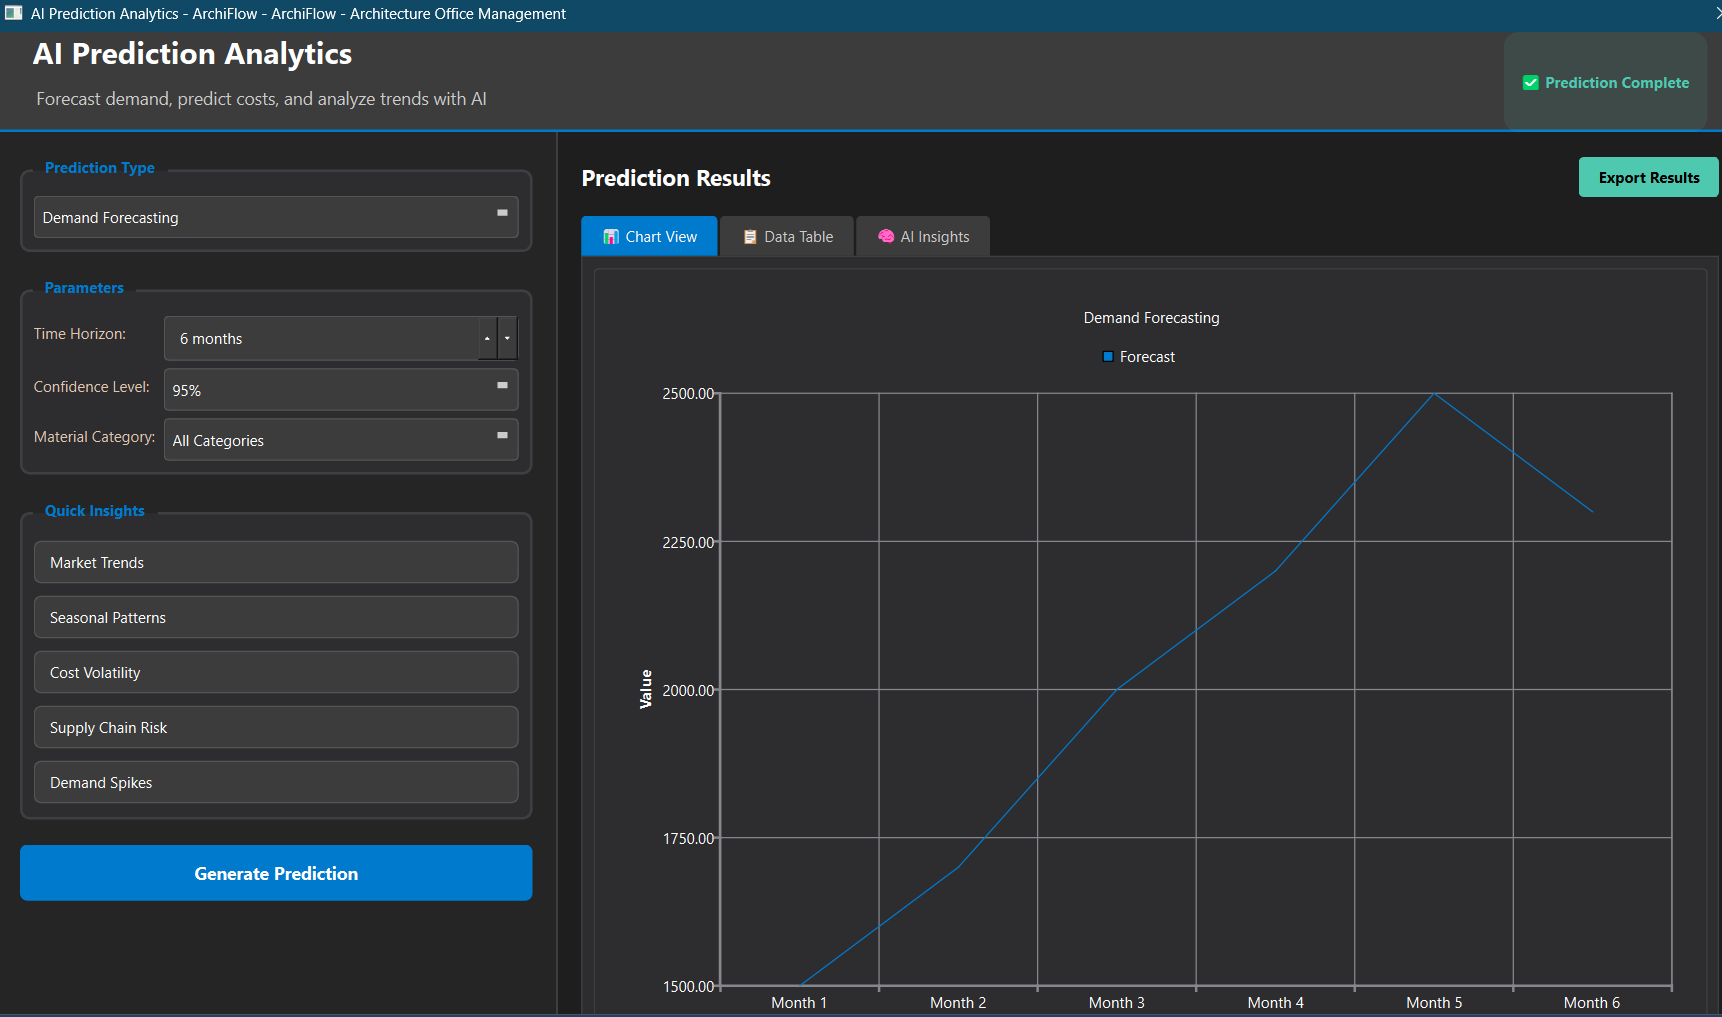 AI Prediction Analytics - ArchiFlow - ArchiFlow - Architecture Office Management
AI Prediction Analytics
Forecast demand, predict costs, and analyze trends with AI
✅ Prediction Complete
Prediction Type
Demand Forecasting
Parameters
Time Horizon:
6 months
Confidence Level:
95%
Material Category:
All Categories
Quick Insights
Market Trends
Seasonal Patterns
Cost Volatility
Supply Chain Risk
Demand Spikes
Generate Prediction
Prediction Results
Export Results
Chart View
Data Table
AI Insights
Demand Forecasting
Forecast
2500.00
2250.00
2000.00
1750.00
1500.00
Value
Month 1
Month 2
Month 3
Month 4
Month 5
Month 6